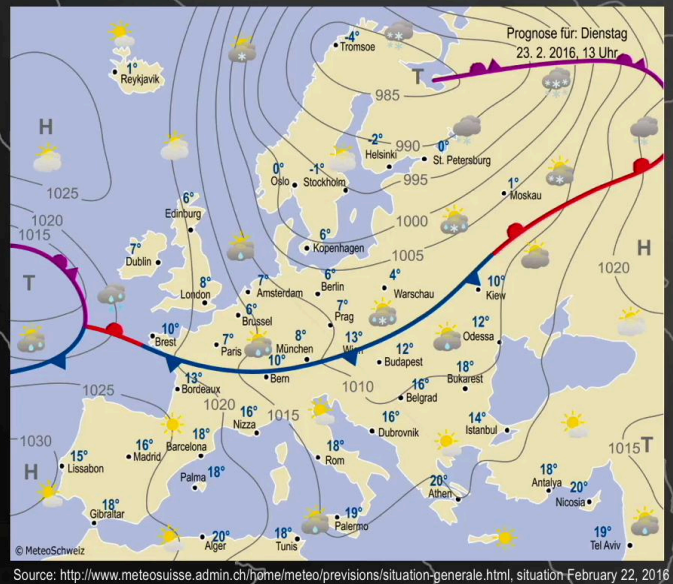 Prognose für: Dienstag
23. 2. 2016, 13 Uhr
-4°
Tromsoe
T
1°
Reykjavik
985
H
990
-2°
Helsinki
0°
St. Petersburg
995
0°
Oslo
-1°
Stockholm
1°
Moskau
1025
6°
Edinburg
1000
1020
1015
6°
Kopenhagen
1005
H
7°
Dublin
1020
T
8°
London
7°
Amsterdam
6°
Berlin
4°
Warschau
10°
Kiew
6°
Brüssel
7°
Prag
10°
Brest
7°
Paris
8°
München
13°
Wien
12°
Odessa
10°
Bern
12°
Budapest
1025
13°
Bordeaux
1010
18°
Bukarest
1020
1015
16°
Belgrad
16°
Nizza
16°
Dubrovnik
14°
Istanbul
1030
H
15°
Lissabon
16°
Madrid
18°
Barcelona
18°
Rom
1015
T
Palma
18°
20°
Athen
18°
Antalya
20°
Nicosia
18°
Gibraltar
19°
Palermo
20°
Alger
18°
Tunis
19°
Tel Aviv
© MeteoSchweiz
Source: http://www.meteosuisse.admin.ch/home/meteo/previsions/situation-generale.html, situation February 22, 2016